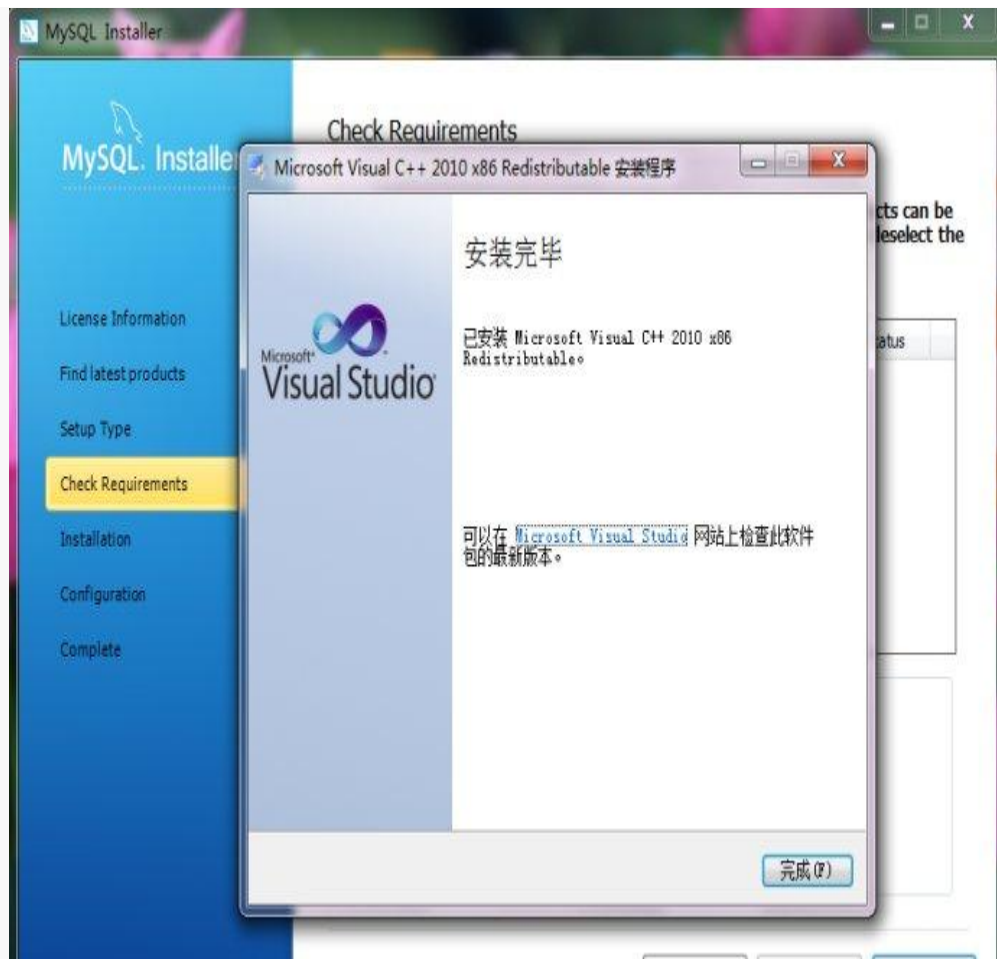 MySQL Installer
MySQL. Installer
License Information
Find latest products
Setup Type
Check Requirements
Installation
Configuration
Complete
Check Requirements
cts can be
eselect the
atus
Microsoft Visual C++ 2010 x86 Redistributable 安装程序
Microsoft
Visual Studio
安装完毕
已安装 Microsoft Visual C++ 2010 x86
Redistributable。
可以在 Microsoft Visual Studio 网站上检查此软件
包的最新版本。
完成(F)